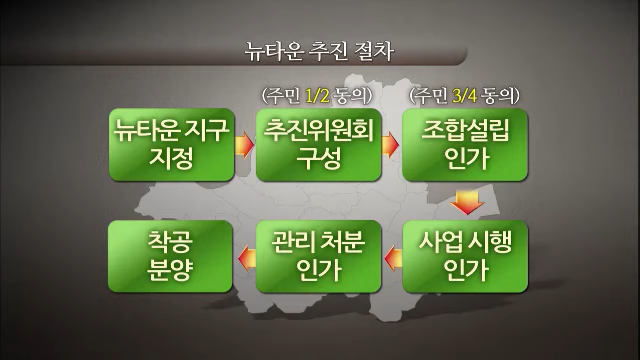 뉴타운 추진 절차
(주민 1/2 동의)
(주민 3/4 동의)
뉴타운 지구
지정
추진위원회
구성
조합설립
인가
사업 시행
인가
관리 처분
인가
착공
분양